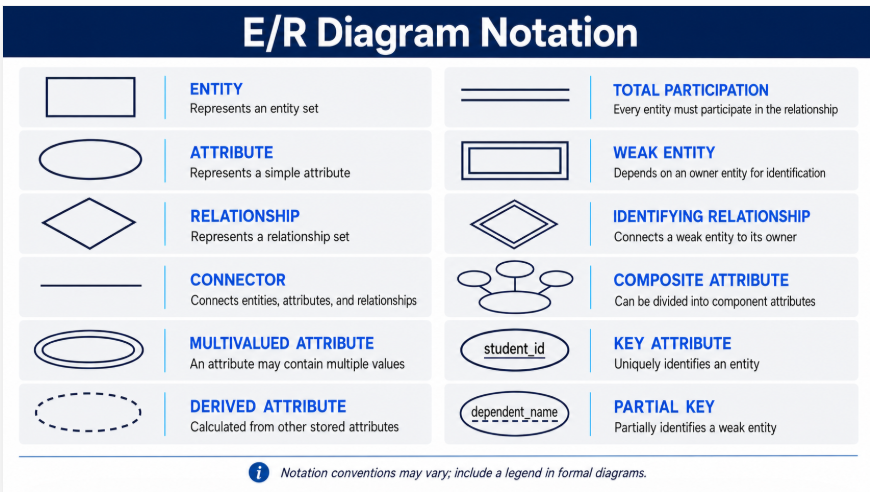 E/R Diagram Notation
ENTITY
Represents an entity set
ATTRIBUTE
Represents a simple attribute
RELATIONSHIP
Represents a relationship set
CONNECTOR
Connects entities, attributes, and relationships
MULTIVALUED ATTRIBUTE
An attribute may contain multiple values
DERIVED ATTRIBUTE
Calculated from other stored attributes
TOTAL PARTICIPATION
Every entity must participate in the relationship
WEAK ENTITY
Depends on an owner entity for identification
IDENTIFYING RELATIONSHIP
Connects a weak entity to its owner
COMPOSITE ATTRIBUTE
Can be divided into component attributes
student_id
KEY ATTRIBUTE
Uniquely identifies an entity
dependent_name
PARTIAL KEY
Partially identifies a weak entity
i
Notation conventions may vary; include a legend in formal diagrams.